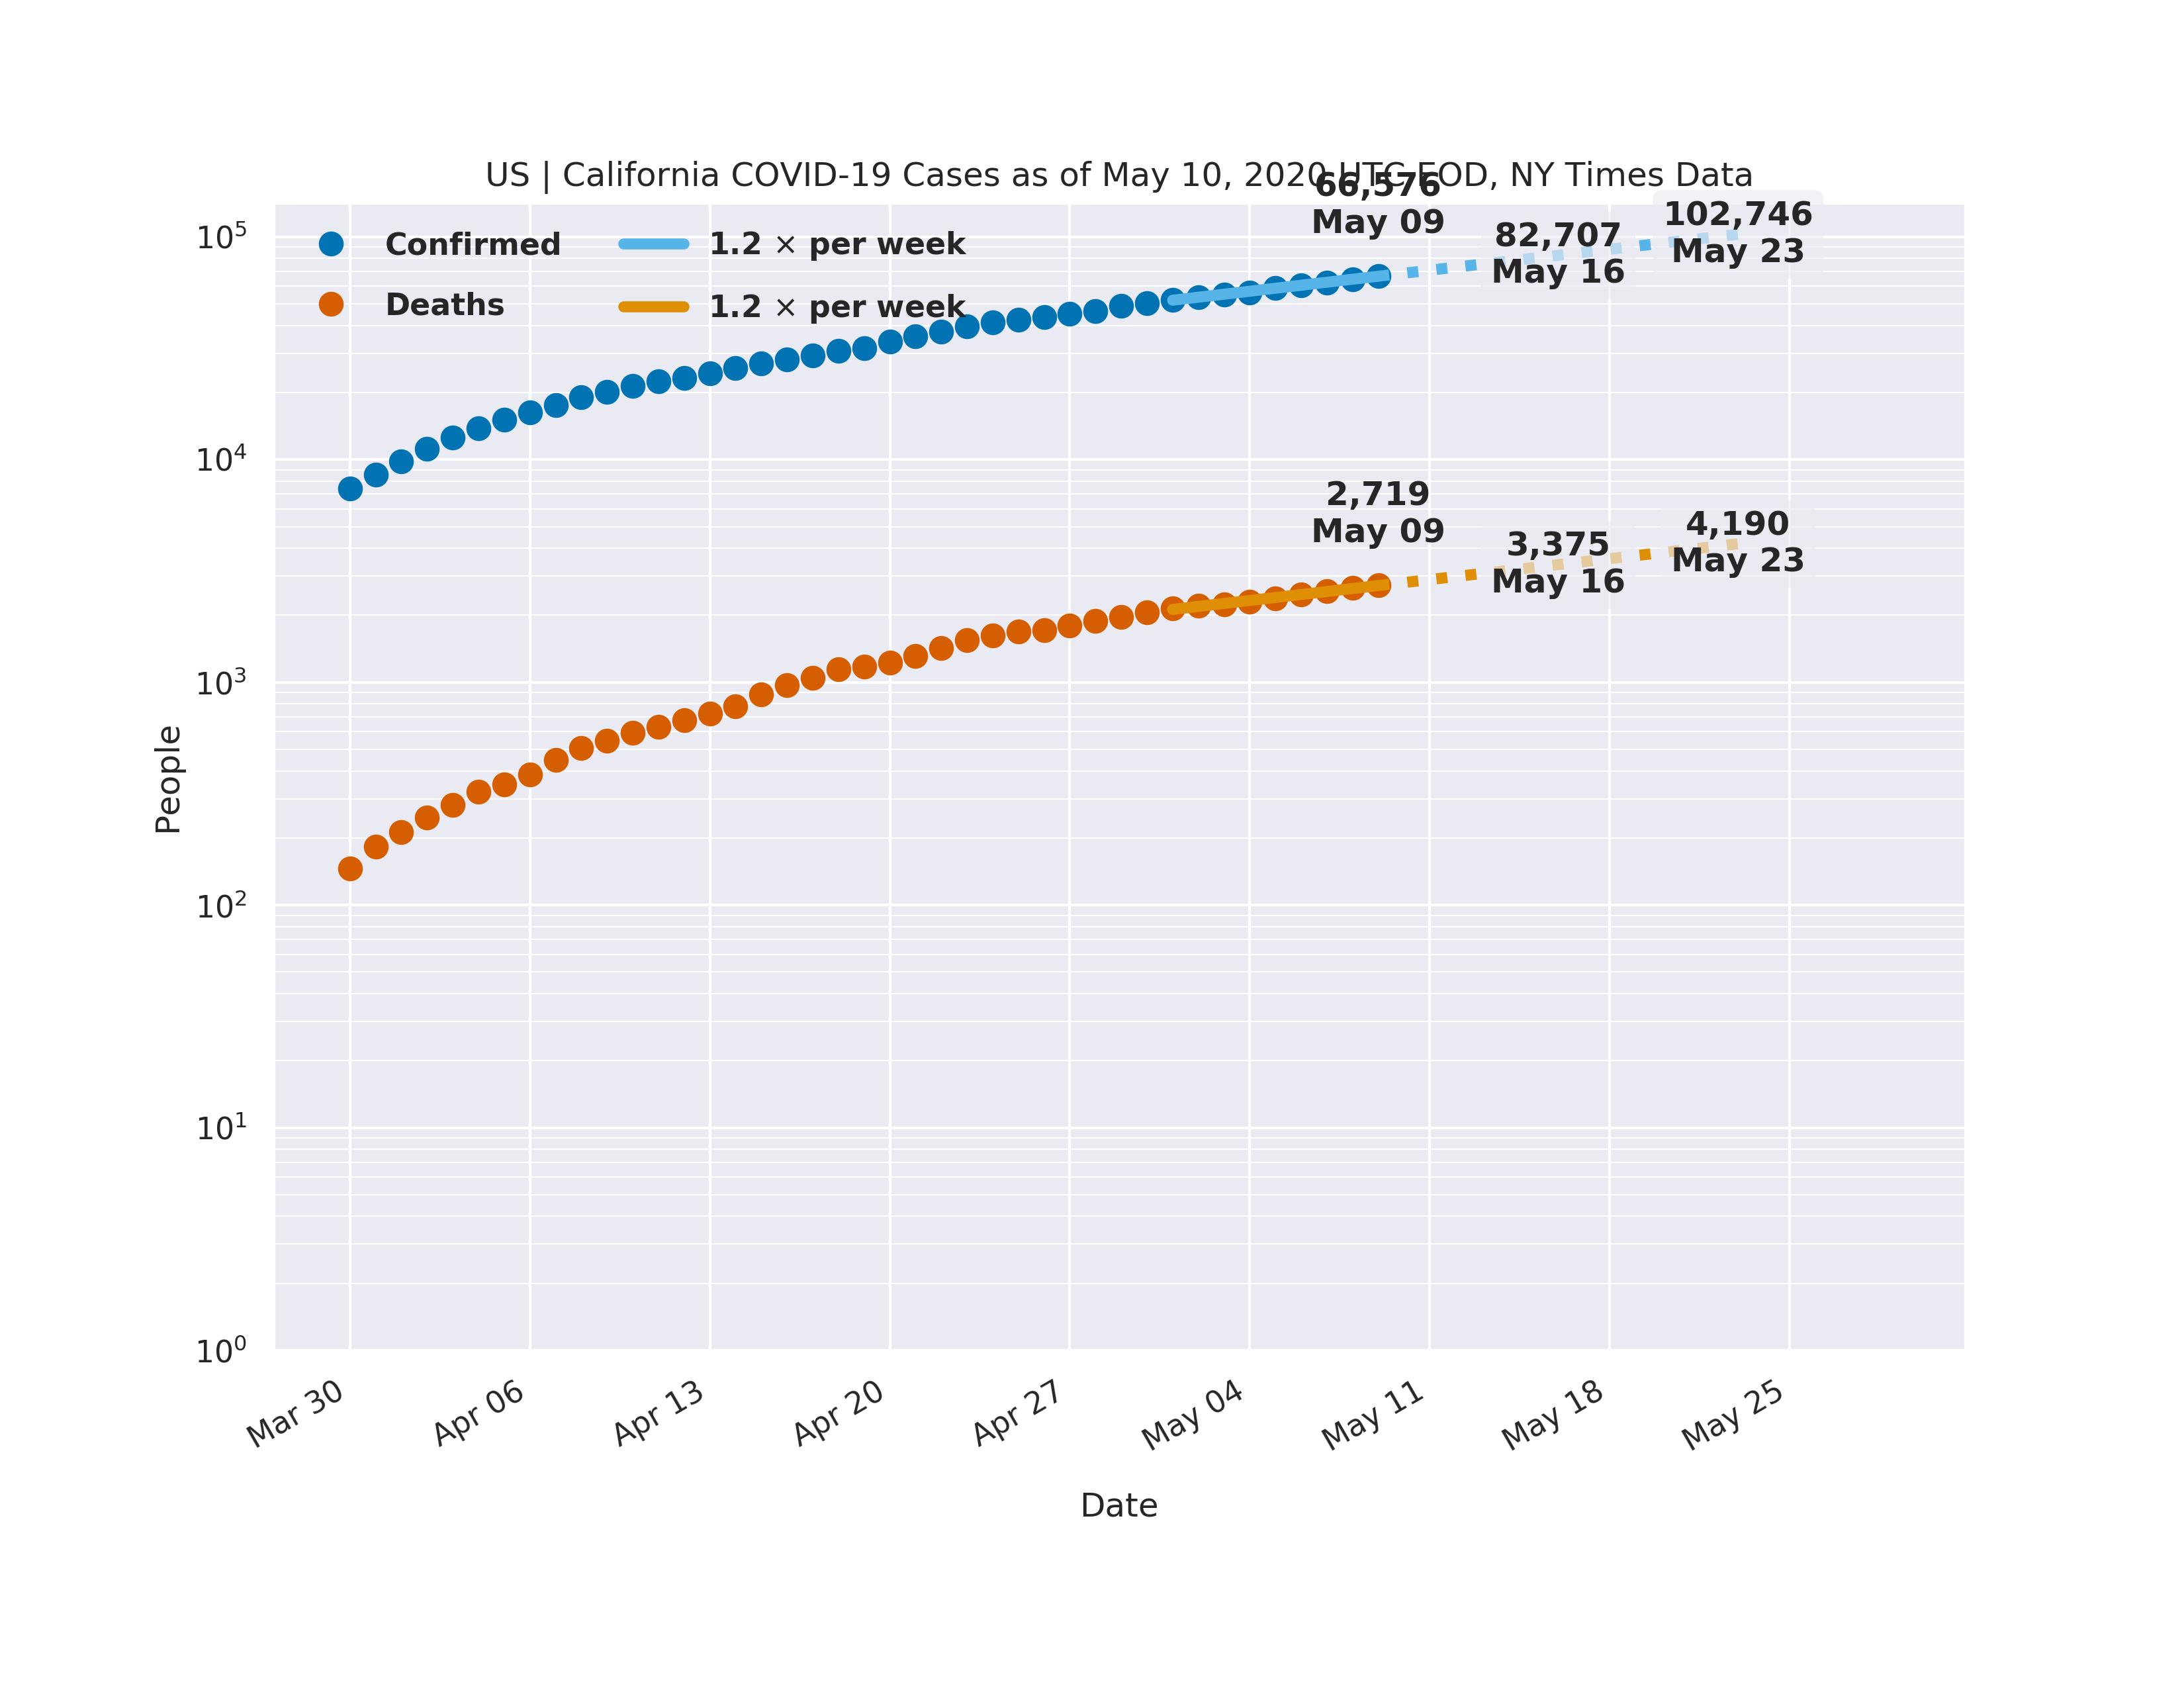 US | California COVID-19 Cases as of May 10, 2020 UTC EOD, NY Times Data
66,576
May 09
82,707
May 16
102,746
May 23
Confirmed
1.2 × per week
Deaths
1.2 × per week
2,719
May 09
3,375
May 16
4,190
May 23
10⁵
10⁴
10³
10²
10¹
10⁰
People
Mar 30
Apr 06
Apr 13
Apr 20
Apr 27
May 04
May 11
May 18
May 25
Date